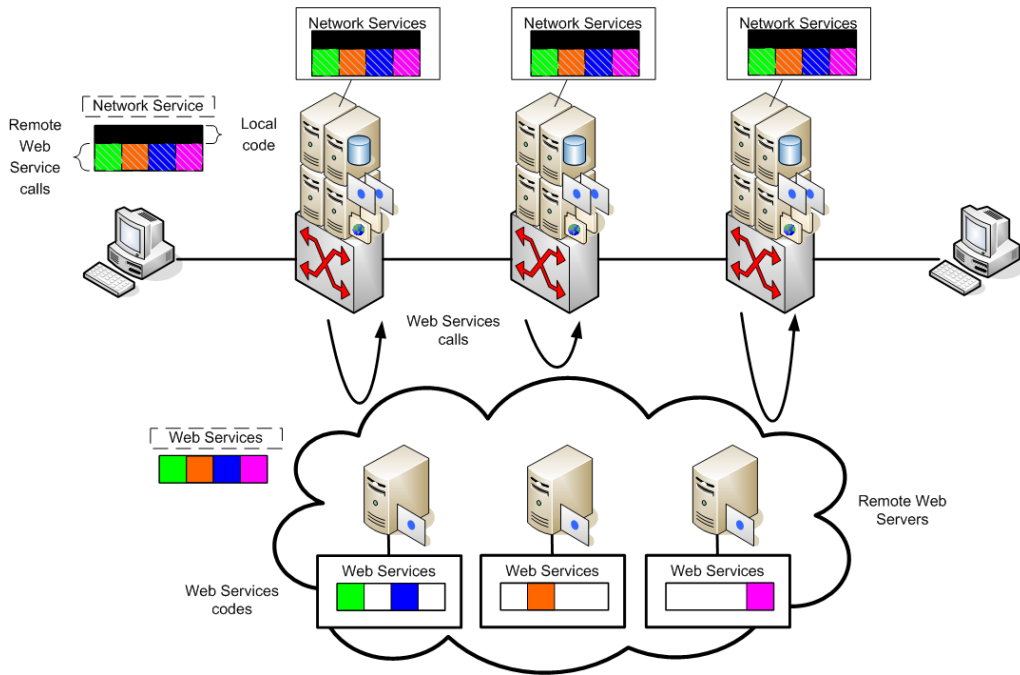 Network Services
Network Services
Network Services
Network Service
Remote
Web
Service
calls
Local
code
Web Services
calls
Web Services
Remote Web
Servers
Web Services
codes
Web Services
Web Services
Web Services